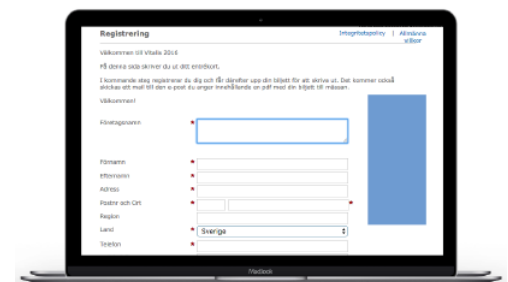 Registrering
Integritetspolicy | Allmänna
villkor
Välkommen till Vitalis 2016
På denna sida skriver du ut ditt entrékort.
I kommande steg registrerar du dig och får därefter upp din biljett för att skriva ut. Det kommer också
skickas ett mail till den e-post du anger innehållande en pdf med din biljett till mässan.
Välkommen!
Företagsnamn *
Förnamn *
Efternamn *
Adress *
Postnr och Ort * *
Region
Land * Sverige
Telefon *
MacBook